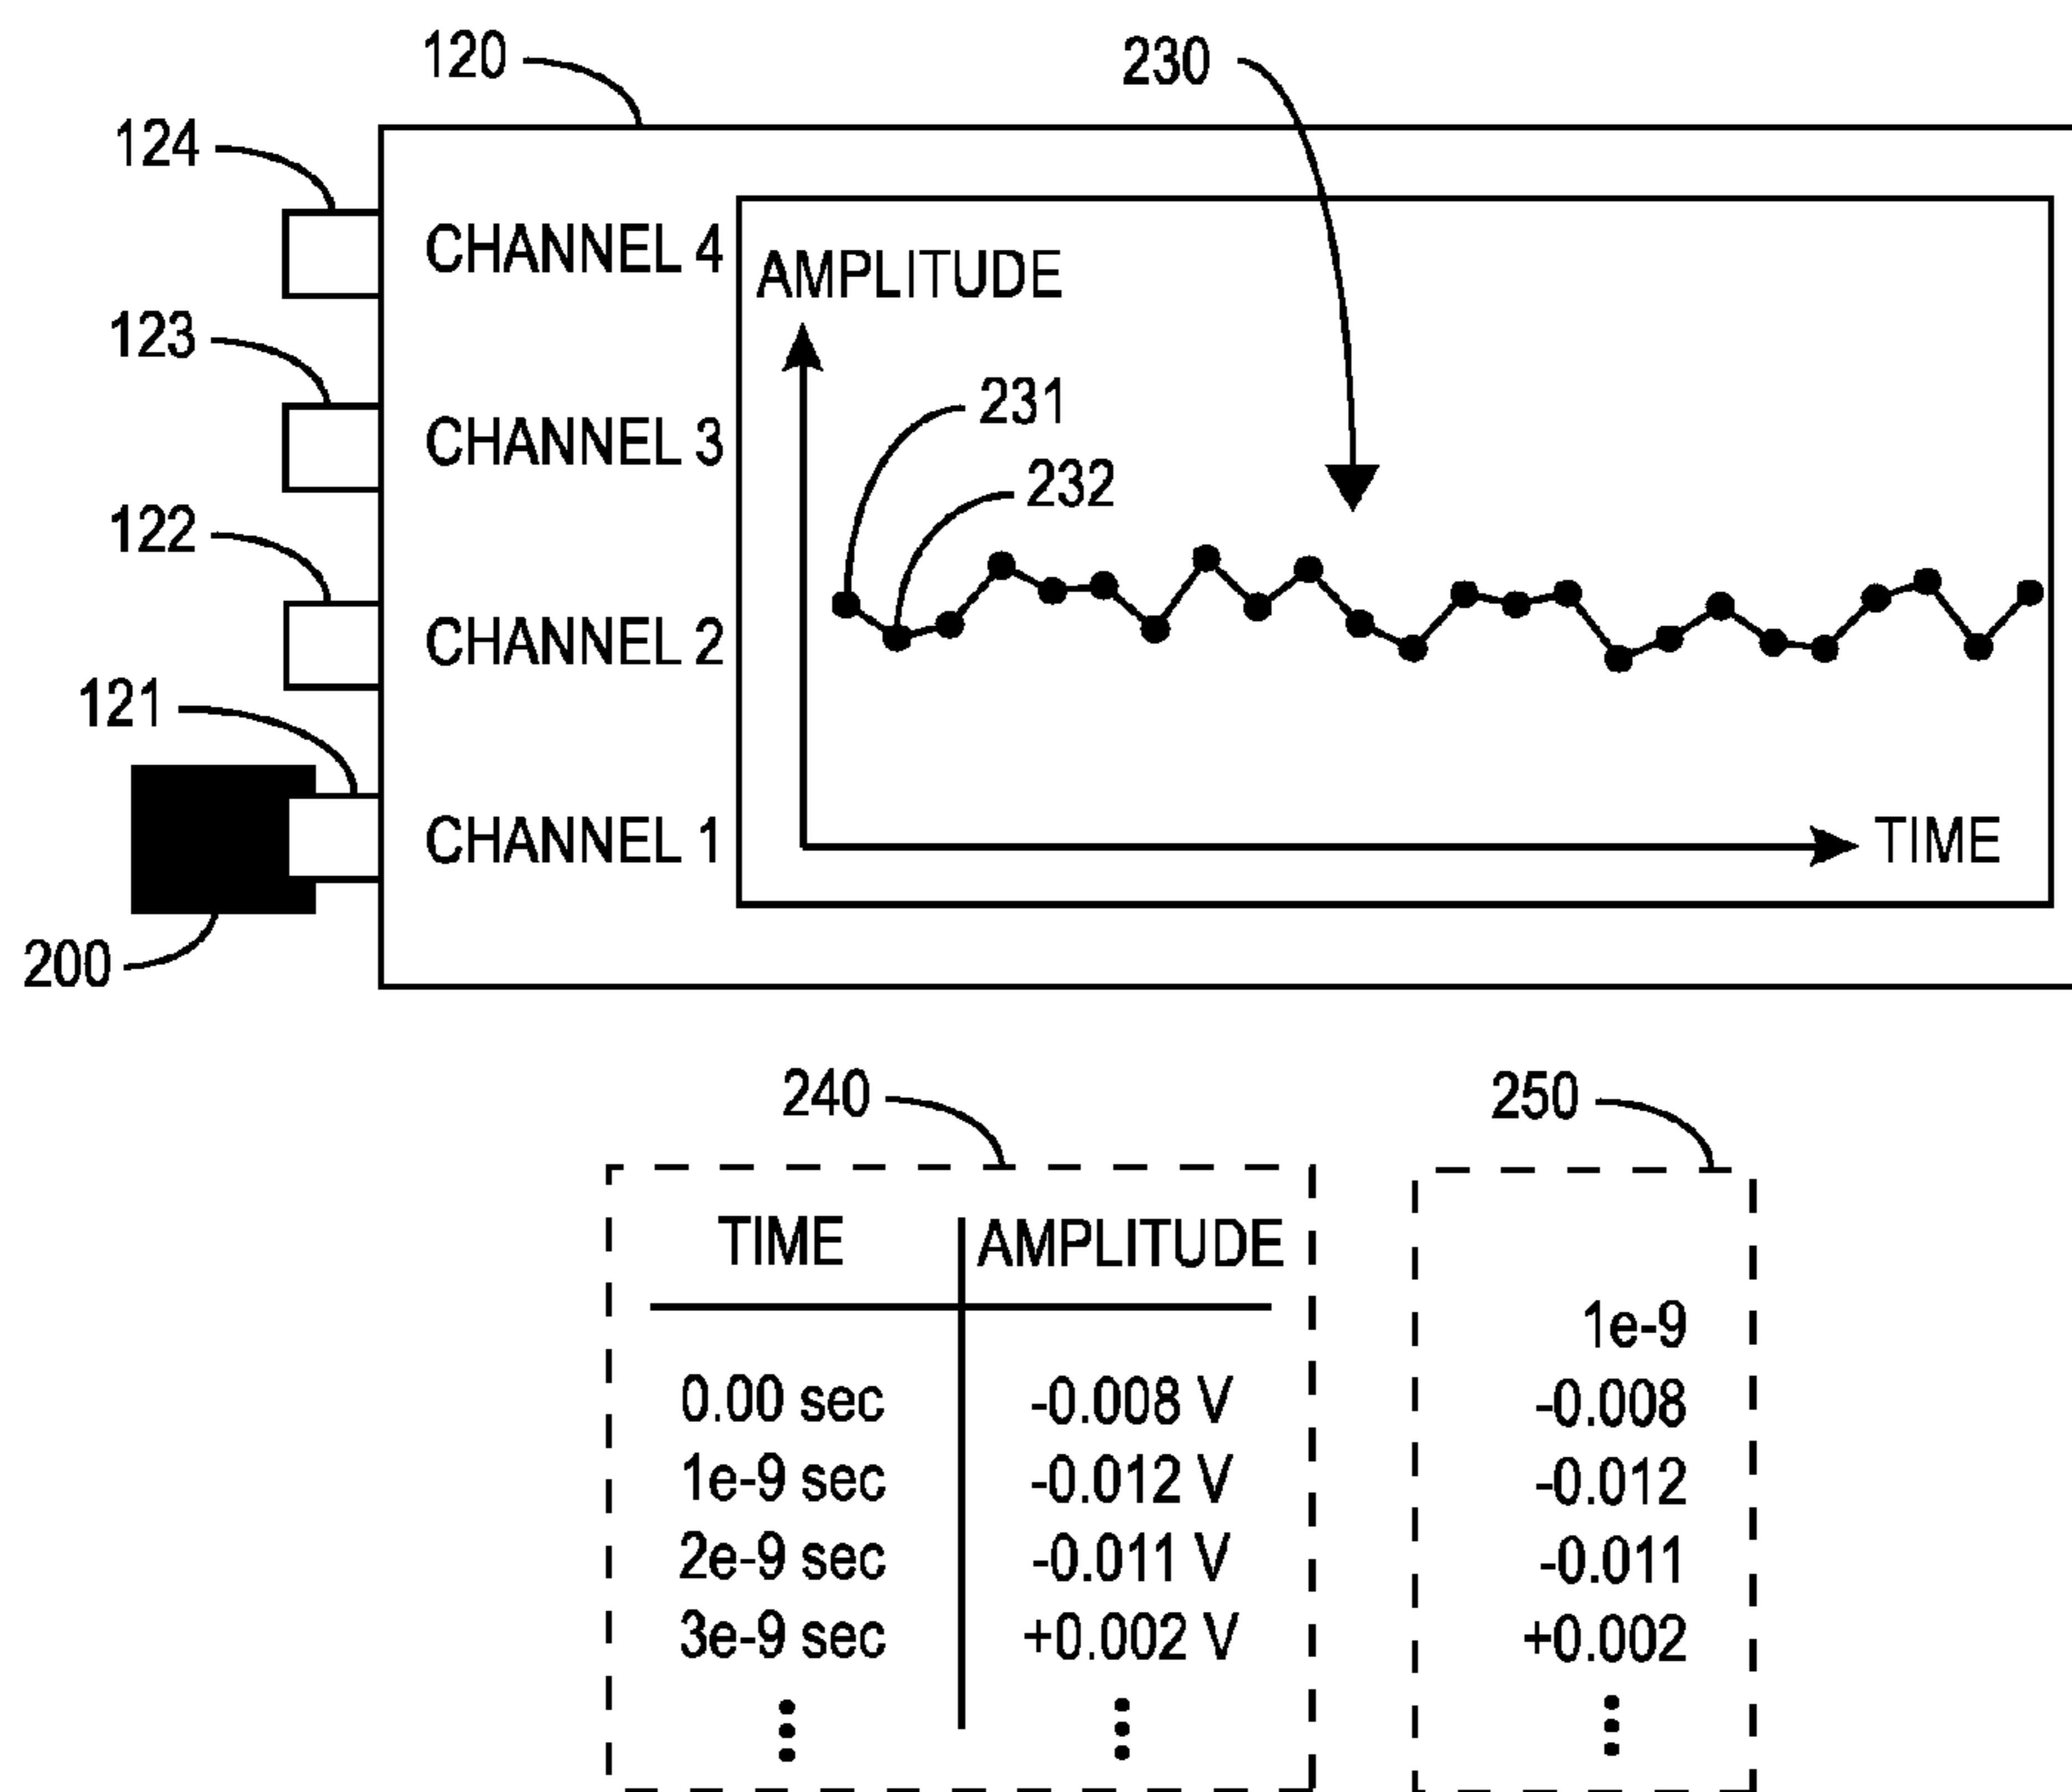 120
230
124
CHANNEL 4
AMPLITUDE
123
231
CHANNEL 3
232
122
CHANNEL 2
121
CHANNEL 1
TIME
200
240
250
TIME AMPLITUDE
1e-9
0.00 sec -0.008 V -0.008
1e-9 sec -0.012 V -0.012
2e-9 sec -0.011 V -0.011
3e-9 sec +0.002 V +0.002